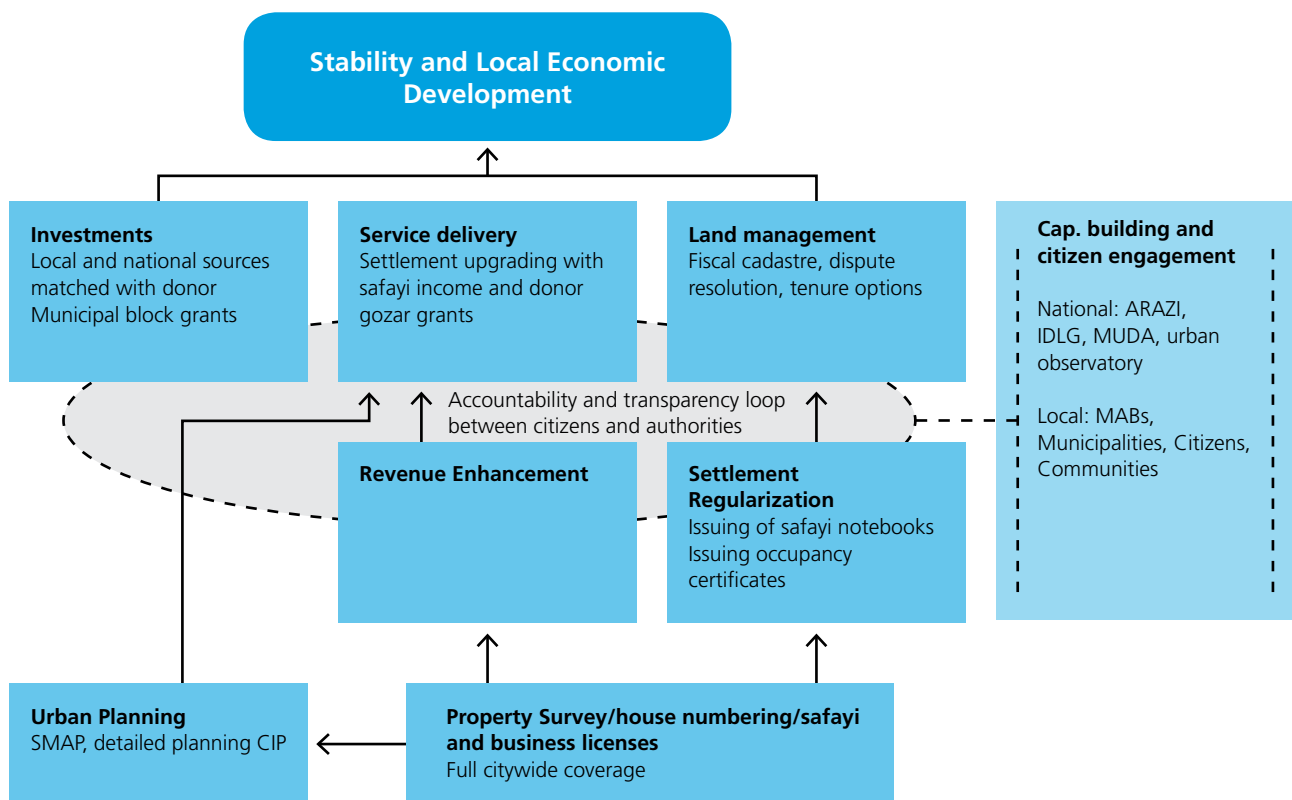 Stability and Local Economic
Development
Investments
Local and national sources
matched with donor
Municipal block grants
Service delivery
Settlement upgrading with
safayi income and donor
gozar grants
Land management
Fiscal cadastre, dispute
resolution, tenure options
Cap. building and
citizen engagement
National: ARAZI,
IDLG, MUDA, urban
observatory
Local: MABs,
Municipalities, Citizens,
Communities
Accountability and transparency loop
between citizens and authorities
Revenue Enhancement
Settlement
Regularization
Issuing of safayi notebooks
Issuing occupancy
certificates
Urban Planning
SMAP, detailed planning CIP
Property Survey/house numbering/safayi
and business licenses
Full citywide coverage